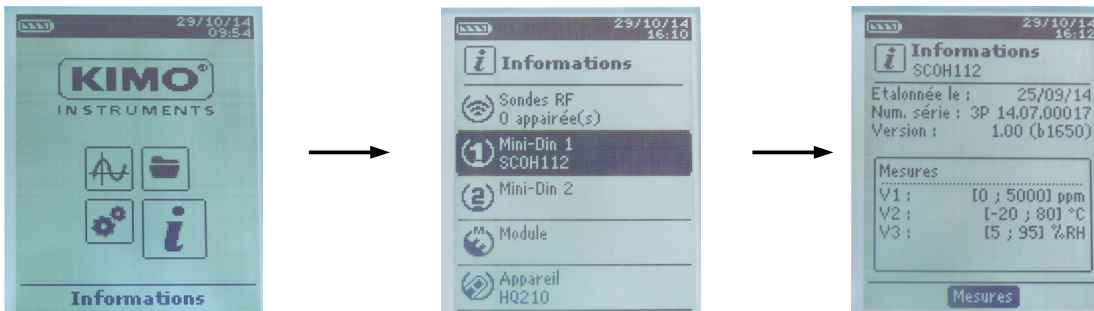 29/10/14
09:54
KIMO®
INSTRUMENTS
i
Informations
29/10/14
16:10
i Informations
Sondes RF
0 appairée(s)
1 Mini-Din 1
SCOH112
2 Mini-Din 2
M Module
Appareil
HQ210
29/10/14
16:12
i Informations
SCOH112
Etalonnée le : 25/09/14
Num. série : 3P 14.07.00017
Version : 1.00 (b1650)
Mesures
V1 : [0 ; 5000] ppm
V2 : [-20 ; 80] °C
V3 : [5 ; 95] %RH
Mesures